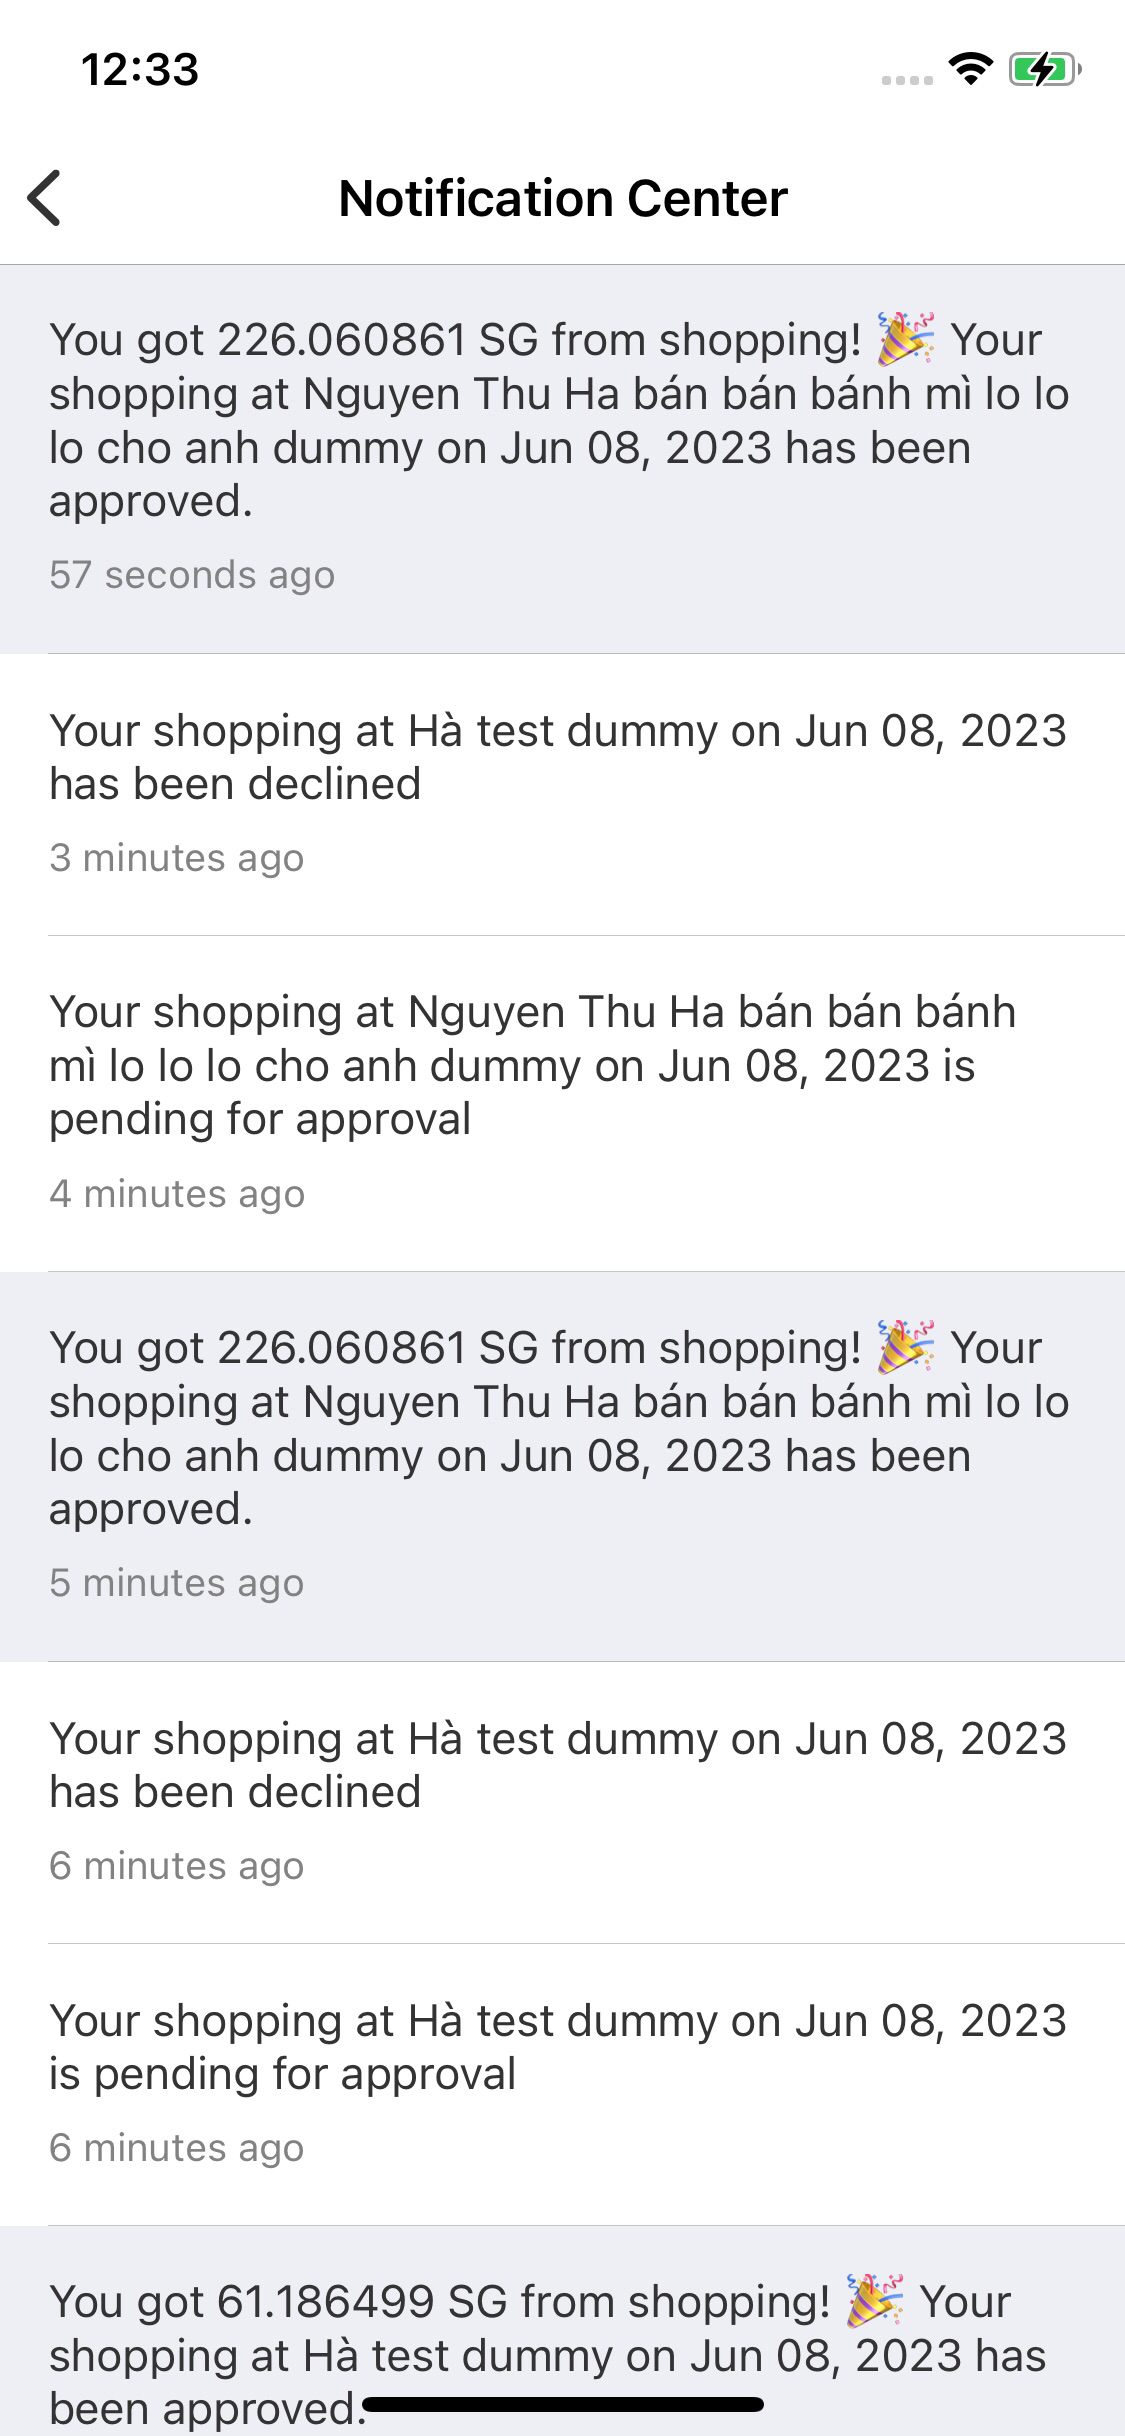 12:33
Notification Center
You got 226.060861 SG from shopping! 🎉 Your
shopping at Nguyen Thu Ha bán bán bánh mì lo lo
lo cho anh dummy on Jun 08, 2023 has been
approved.
57 seconds ago
Your shopping at Hà test dummy on Jun 08, 2023
has been declined
3 minutes ago
Your shopping at Nguyen Thu Ha bán bán bánh
mì lo lo lo cho anh dummy on Jun 08, 2023 is
pending for approval
4 minutes ago
You got 226.060861 SG from shopping! 🎉 Your
shopping at Nguyen Thu Ha bán bán bánh mì lo lo
lo cho anh dummy on Jun 08, 2023 has been
approved.
5 minutes ago
Your shopping at Hà test dummy on Jun 08, 2023
has been declined
6 minutes ago
Your shopping at Hà test dummy on Jun 08, 2023
is pending for approval
6 minutes ago
You got 61.186499 SG from shopping! 🎉 Your
shopping at Hà test dummy on Jun 08, 2023 has
been approved.